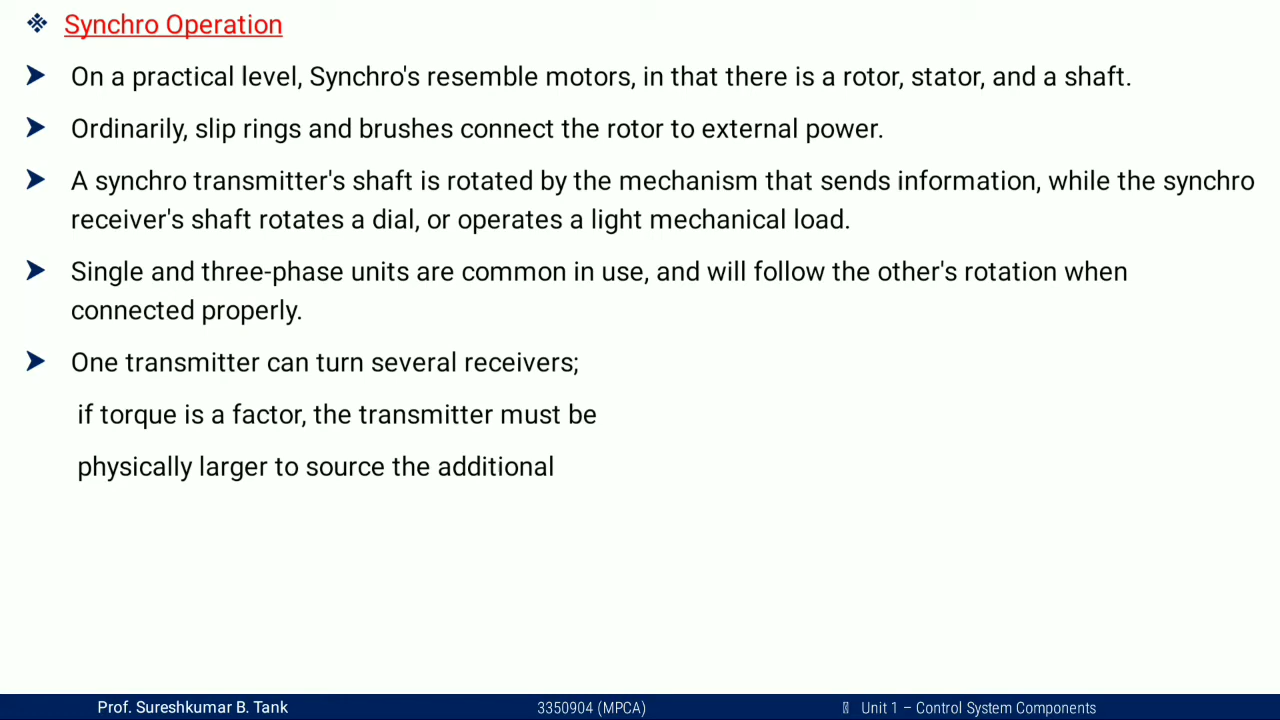 Synchro Operation
On a practical level, Synchro's resemble motors, in that there is a rotor, stator, and a shaft.
Ordinarily, slip rings and brushes connect the rotor to external power.
A synchro transmitter's shaft is rotated by the mechanism that sends information, while the synchro
receiver's shaft rotates a dial, or operates a light mechanical load.
Single and three-phase units are common in use, and will follow the other's rotation when
connected properly.
One transmitter can turn several receivers;
if torque is a factor, the transmitter must be
physically larger to source the additional
Prof. Sureshkumar B. Tank
3350904 (MPCA)
Unit 1 – Control System Components